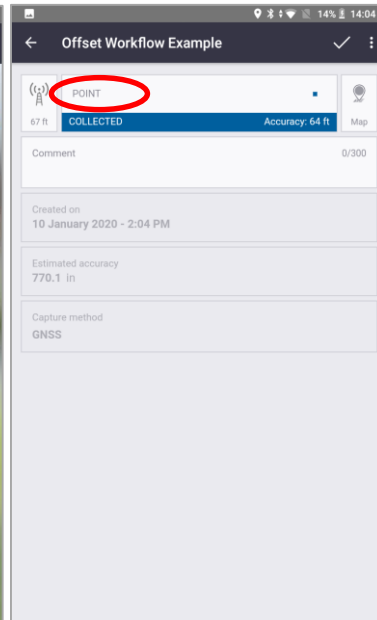 14% 14:04
Offset Workflow Example
POINT
67 ft COLLECTED Accuracy: 64 ft Map
Comment 0/300
Created on
10 January 2020 - 2:04 PM
Estimated accuracy
770.1 in
Capture method
GNSS